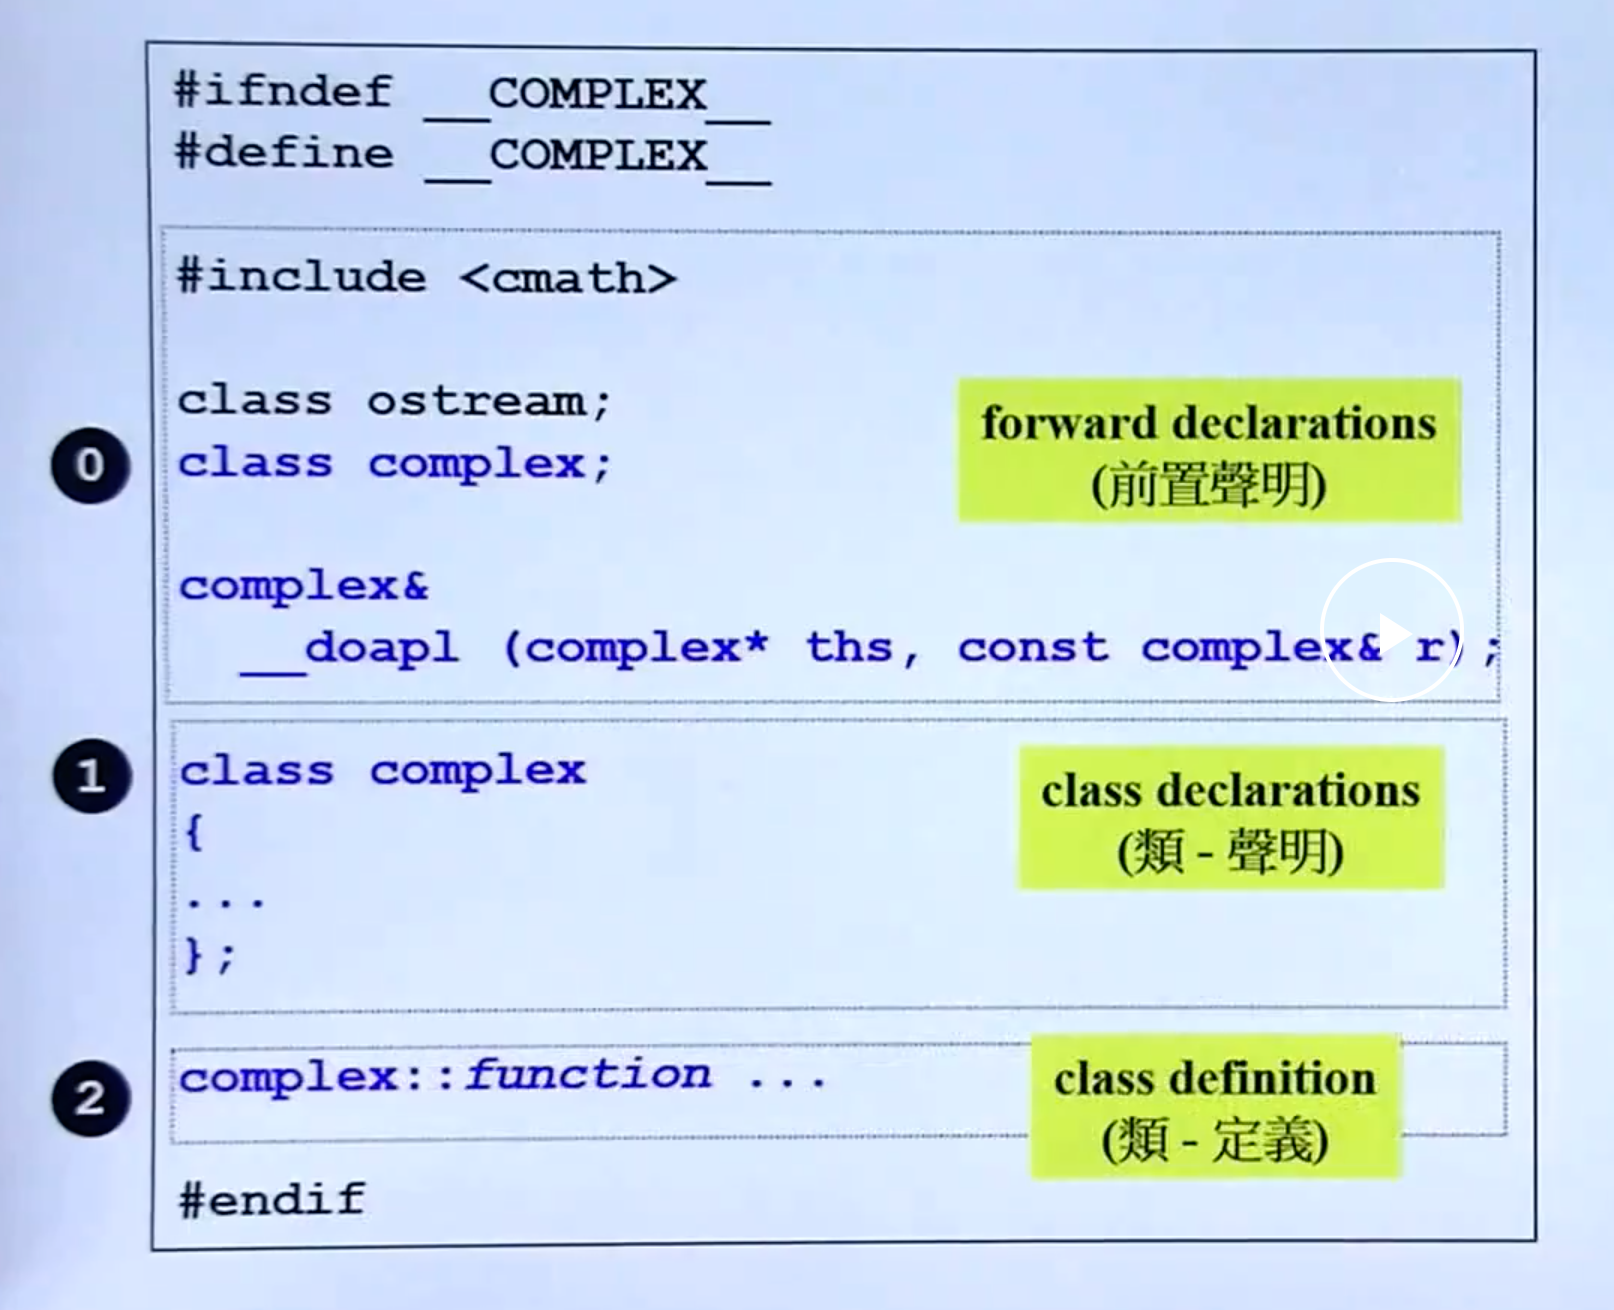 #ifndef __COMPLEX__
#define __COMPLEX__
#include <cmath>
class ostream;
class complex;
forward declarations
(前置聲明)
0
complex&
__doapl (complex* ths, const complex& r);
1
class complex
{
...
};
class declarations
(類 - 聲明)
2
complex::function ...
class definition
(類 - 定義)
#endif